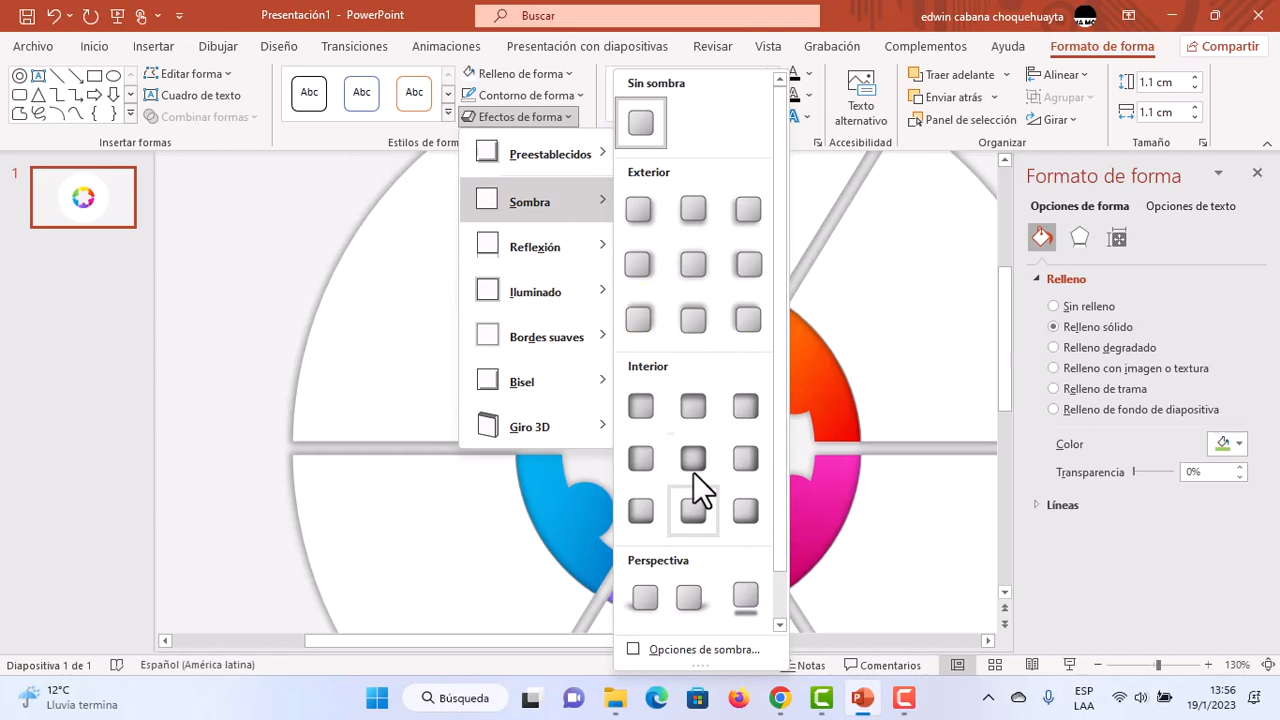 Presentación1 - PowerPoint
Buscar
edwin cabana choquehuayta
Archivo Inicio Insertar Dibujar Diseño Transiciones Animaciones Presentación con diapositivas Revisar Vista Grabación Complementos Ayuda Formato de forma Compartir
Editar forma
Cuadro de texto
Combinar formas
Insertar formas
Abc Abc Abc
Relleno de forma
Contorno de forma
Efectos de forma
Texto
alternativo
Accesibilidad
Traer adelante
Enviar atrás
Panel de selección
Alinear
Agrupar
Girar
Organizar
1.1 cm
1.1 cm
Tamaño
1
Preestablecidos
Sombra
Reflexión
Iluminado
Bordes suaves
Bisel
Giro 3D
Sin sombra
Exterior
Interior
Perspectiva
Opciones de sombra...
Formato de forma
Opciones de forma Opciones de texto
Relleno
Sin relleno
Relleno sólido
Relleno degradado
Relleno con imagen o textura
Relleno de trama
Relleno de fondo de diapositiva
Color
Transparencia 0%
Líneas
Diapositiva 1 de 1 Español (América latina) Notas Comentarios 130%
12°C
Búsqueda
ESP
LAA
13:56
19/1/2023